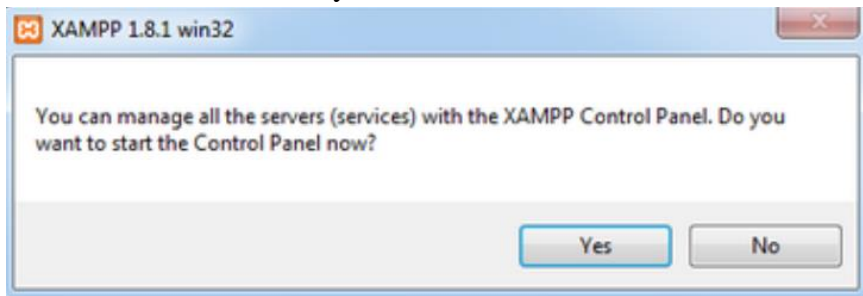 XAMPP 1.8.1 win32
You can manage all the servers (services) with the XAMPP Control Panel. Do you
want to start the Control Panel now?
Yes No